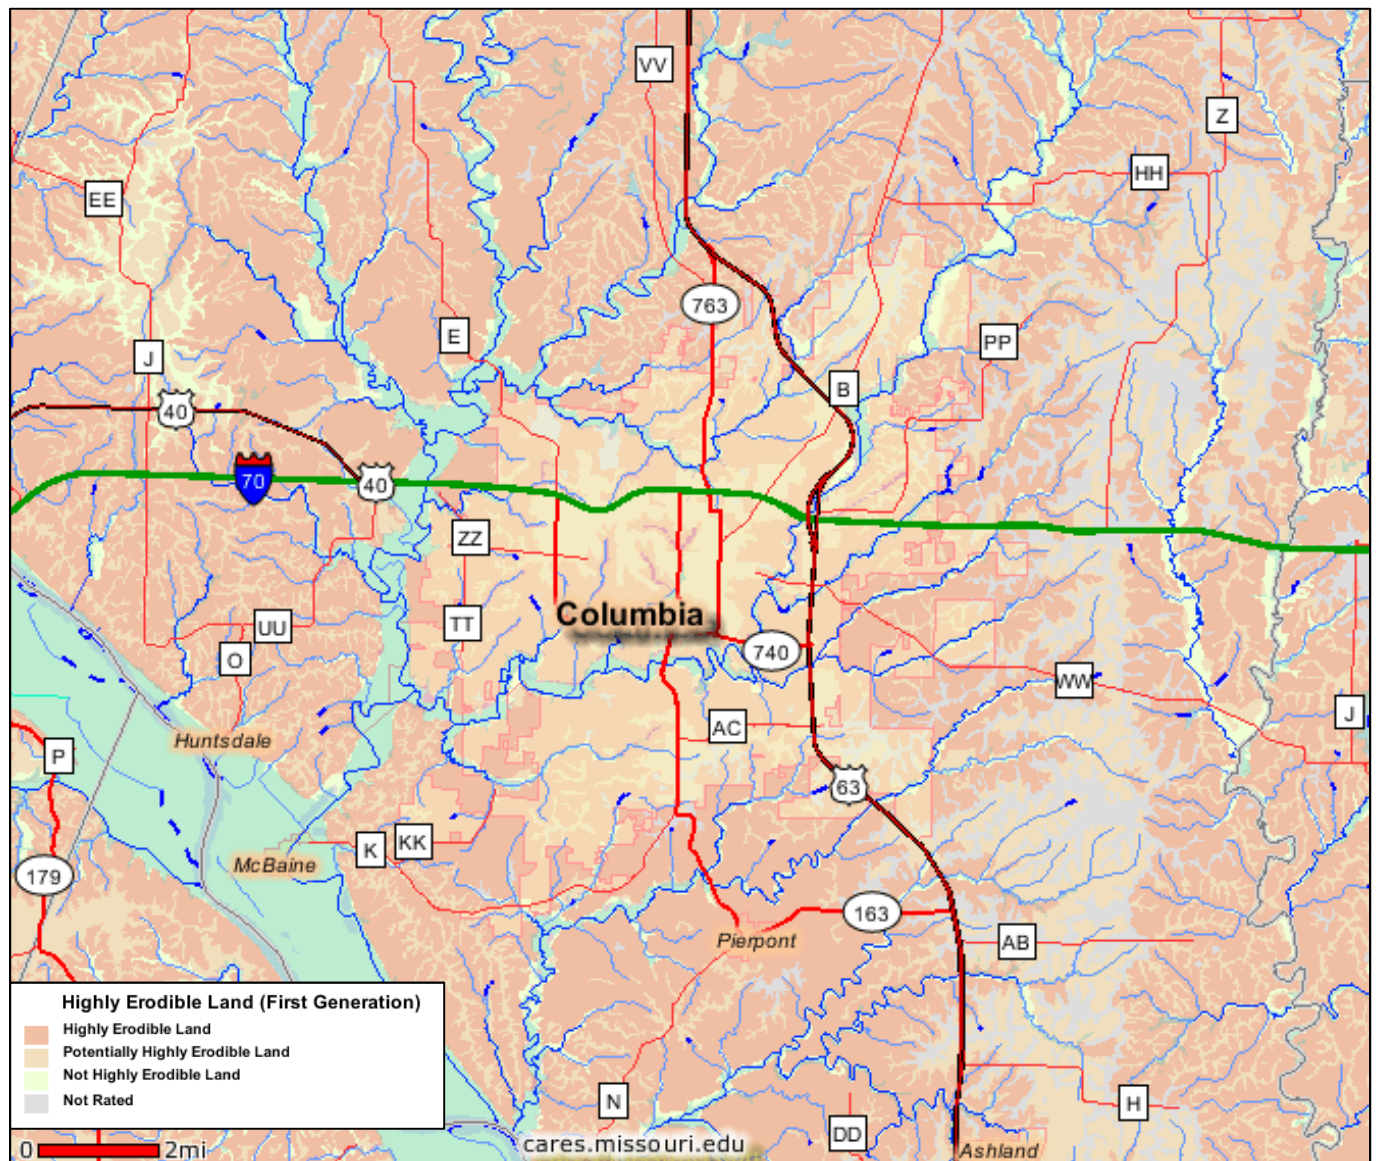 VV
Z
HH
EE
763
E
PP
J
B
40
70
40
ZZ
Columbia
TT
UU
O
740
WW
J
AC
Huntsdale
P
63
K
KK
McBaine
179
163
Pierpont
AB
Highly Erodible Land (First Generation)
Highly Erodible Land
Potentially Highly Erodible Land
Not Highly Erodible Land
Not Rated
N
H
DD
0 2mi
cares.missouri.edu
Ashland